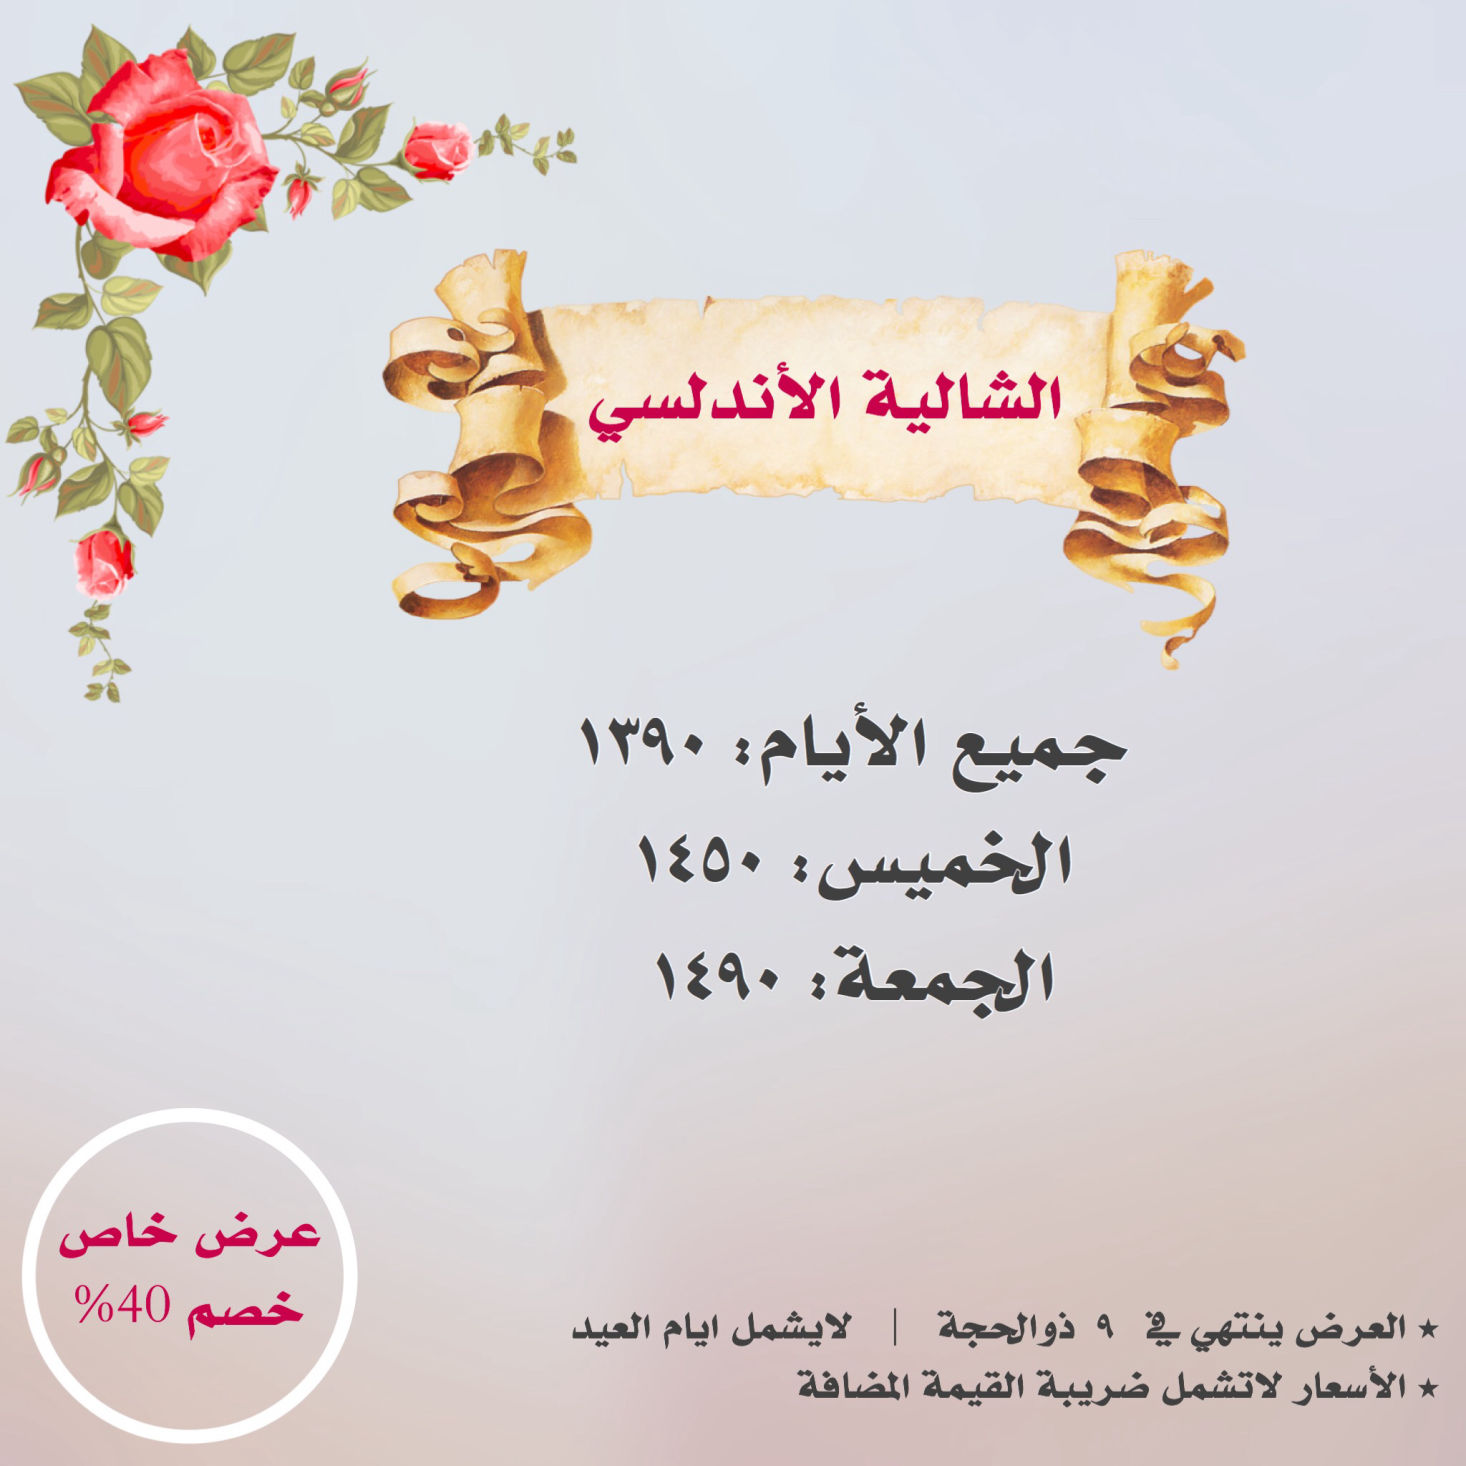 الشالية الأندلسي
جميع الأيام: ١٣٩٠
الخميس: ١٤٥٠
الجمعة: ١٤٩٠
عرض خاص
خصم 40%
★ العرض ينتهي في ٩ ذوالحجة | لايشمل ايام العيد
★ الأسعار لاتشمل ضريبة القيمة المضافة